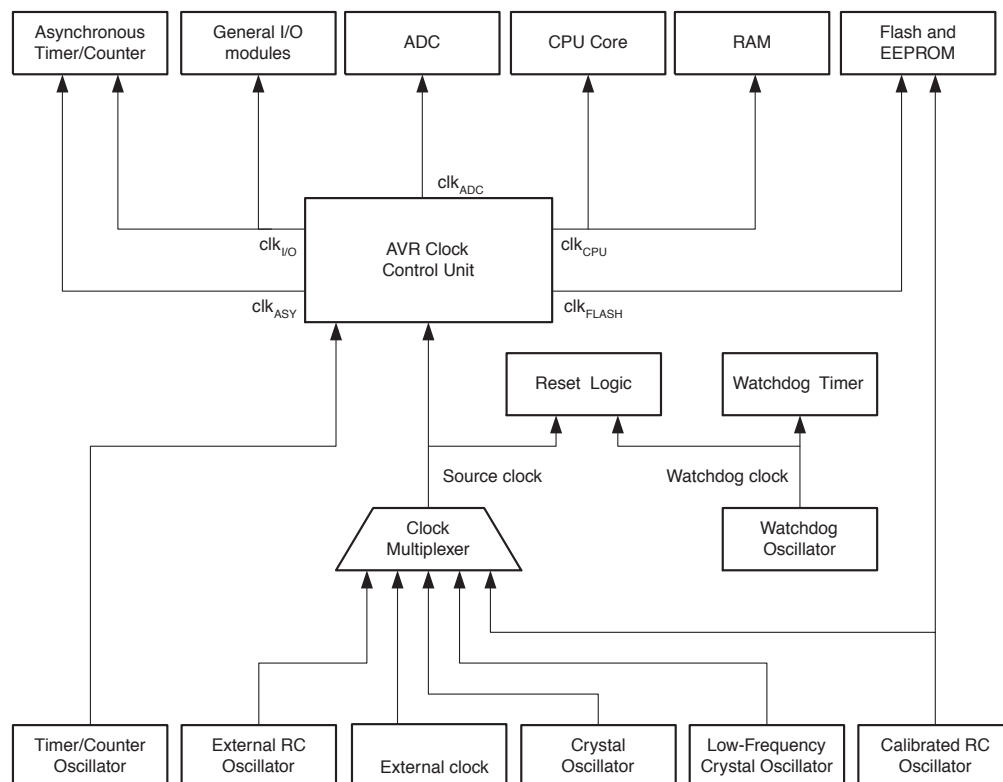 Asynchronous
Timer/Counter
General I/O
modules
ADC
CPU Core
RAM
Flash and
EEPROM
clkADC
clkI/O
AVR Clock
Control Unit
clkCPU
clkASY
clkFLASH
Reset Logic
Watchdog Timer
Source clock
Watchdog clock
Clock
Multiplexer
Watchdog
Oscillator
Timer/Counter
Oscillator
External RC
Oscillator
External clock
Crystal
Oscillator
Low-Frequency
Crystal Oscillator
Calibrated RC
Oscillator